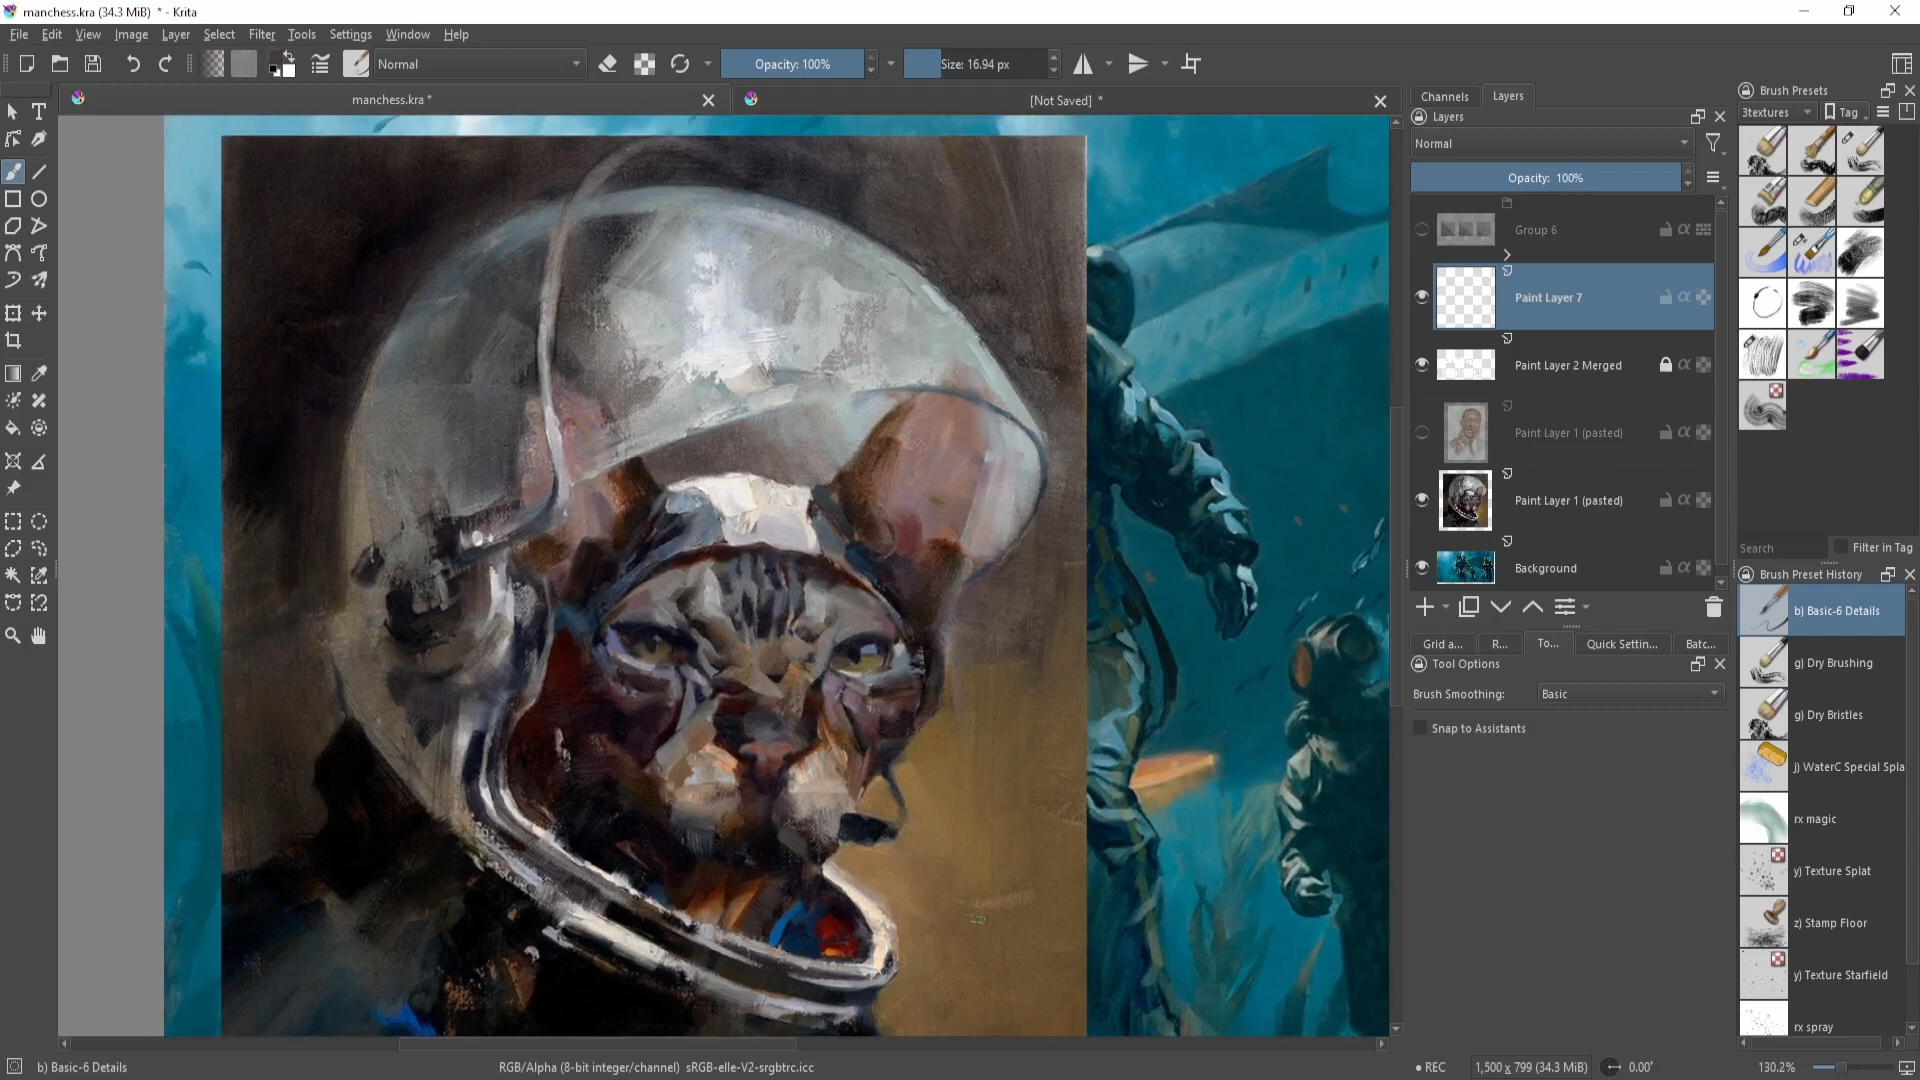 manchess.kra (34.3 MiB) * - Krita
File Edit View Image Layer Select Filter Tools Settings Window Help
Normal Opacity: 100% Size: 16.94 px
manchess.kra *
[Not Saved] *
Channels Layers
Layers
Normal
Opacity: 100%
Group 6
Paint Layer 7
Paint Layer 2 Merged
Paint Layer 1 (pasted)
Paint Layer 1 (pasted)
Background
Grid a... R... To... Quick Settin... Batc...
Tool Options
Brush Smoothing: Basic
Snap to Assistants
Brush Presets
3textures Tag
Search Filter in Tag
Brush Preset History
b) Basic-6 Details
g) Dry Brushing
g) Dry Bristles
j) WaterC Special Spla
rx magic
y) Texture Splat
z) Stamp Floor
y) Texture Starfield
rx spray
b) Basic-6 Details RGB/Alpha (8-bit integer/channel) sRGB-elle-V2-srgbtrc.icc REC 1,500 x 799 (34.3 MiB) 0.00° 130.2%